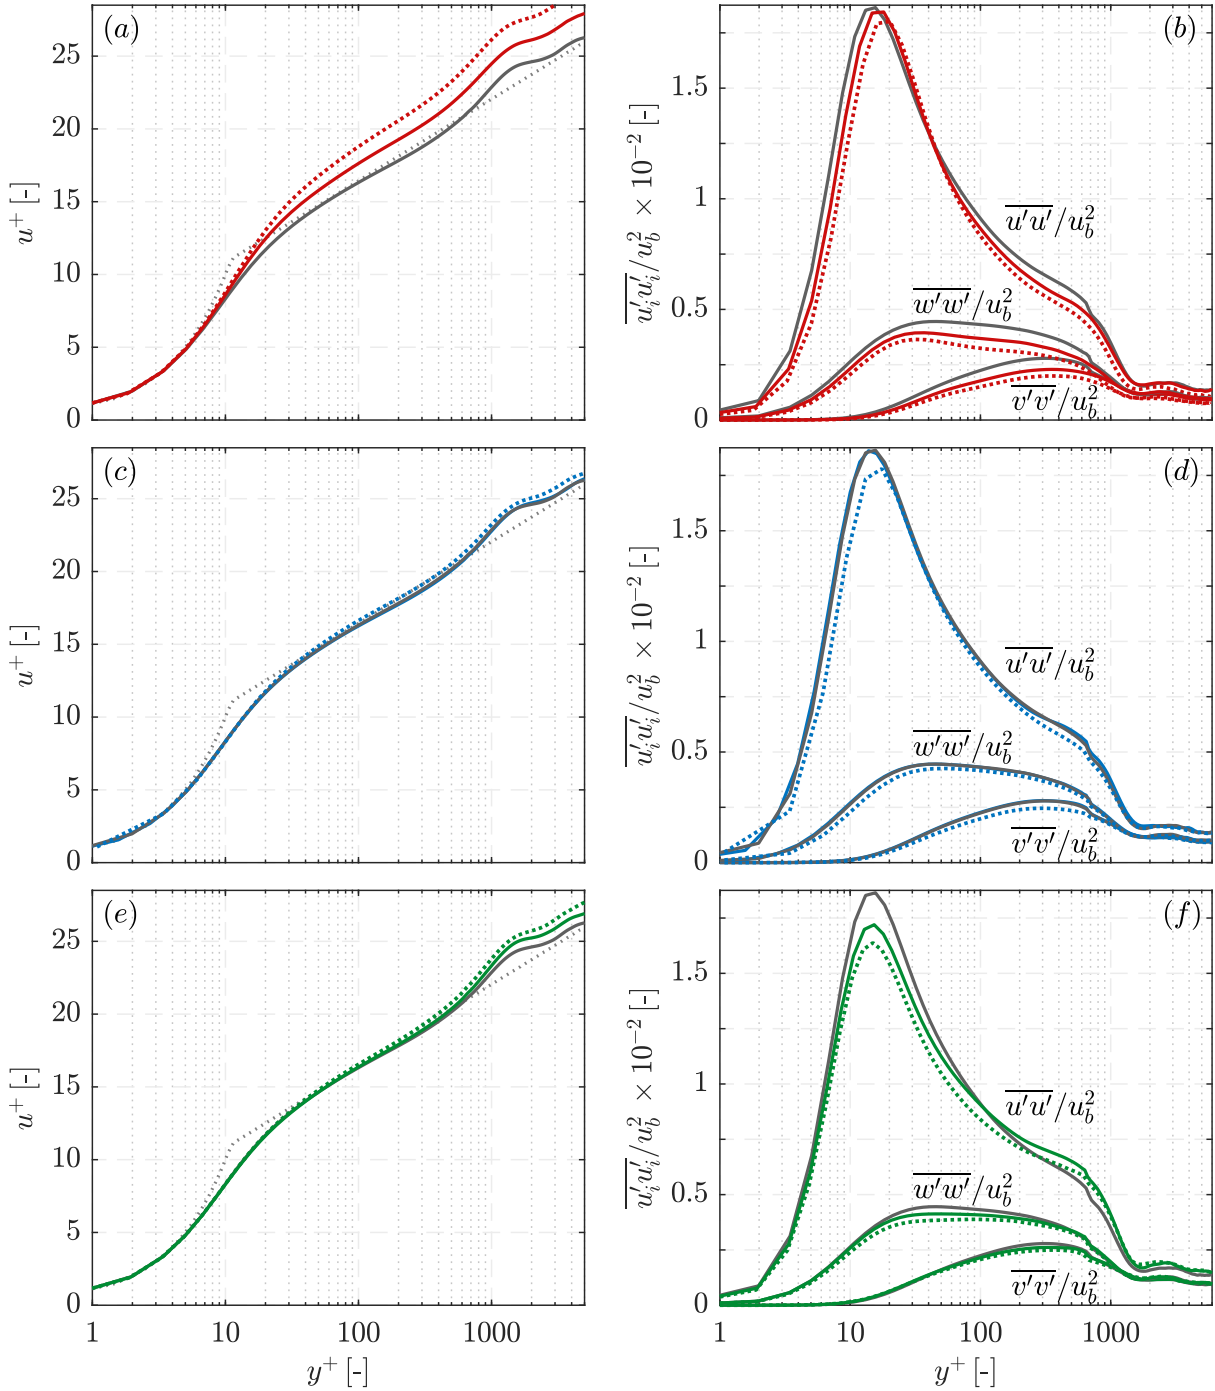 (a)
25
20
15
10
5
0
u⁺ [-]
(b)
1.5
1
0.5
0
u′ᵢu′ᵢ/u_b² × 10⁻² [-]
u′u′/u_b²
w′w′/u_b²
v′v′/u_b²
(c)
25
20
15
10
5
0
u⁺ [-]
(d)
1.5
1
0.5
0
u′ᵢu′ᵢ/u_b² × 10⁻² [-]
u′u′/u_b²
w′w′/u_b²
v′v′/u_b²
(e)
25
20
15
10
5
0
u⁺ [-]
1 10 100 1000
y⁺ [-]
(f)
1.5
1
0.5
0
u′ᵢu′ᵢ/u_b² × 10⁻² [-]
u′u′/u_b²
w′w′/u_b²
v′v′/u_b²
1 10 100 1000
y⁺ [-]